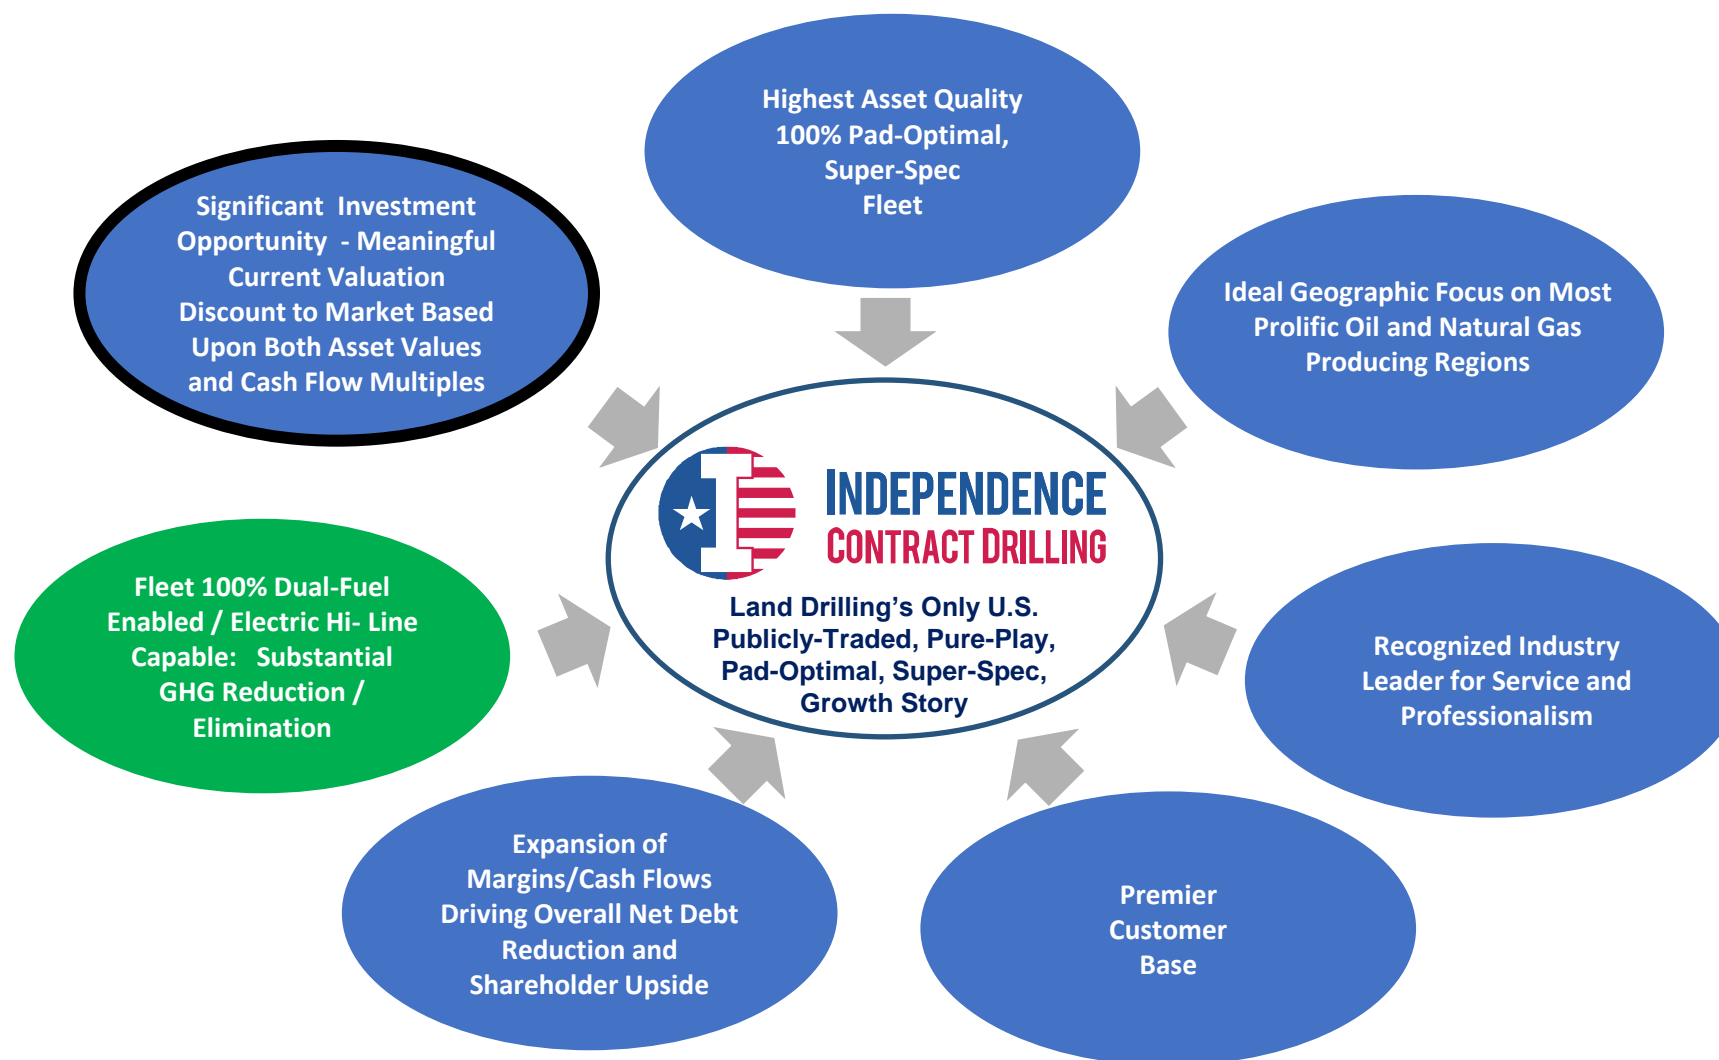 Highest Asset Quality
100% Pad-Optimal,
Super-Spec
Fleet
Significant Investment
Opportunity - Meaningful
Current Valuation
Discount to Market Based
Upon Both Asset Values
and Cash Flow Multiples
Ideal Geographic Focus on Most
Prolific Oil and Natural Gas
Producing Regions
INDEPENDENCE
CONTRACT DRILLING
Land Drilling’s Only U.S.
Publicly-Traded, Pure-Play,
Pad-Optimal, Super-Spec,
Growth Story
Fleet 100% Dual-Fuel
Enabled / Electric Hi- Line
Capable: Substantial
GHG Reduction /
Elimination
Recognized Industry
Leader for Service and
Professionalism
Expansion of
Margins/Cash Flows
Driving Overall Net Debt
Reduction and
Shareholder Upside
Premier
Customer
Base